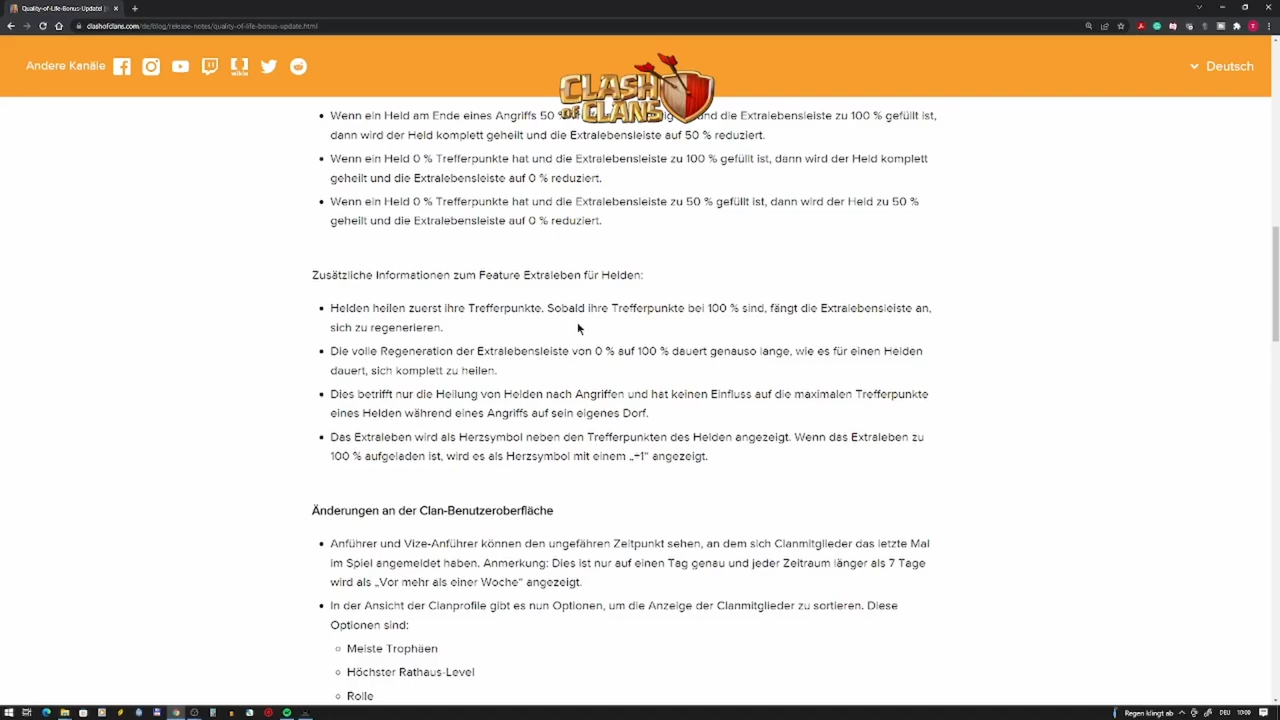 Quality-of-Life-Bonus-Update! |
clashofclans.com/de/blog/release-notes/quality-of-life-bonus-update.html
Andere Kanäle
wikia
CLASH OF CLANS
Deutsch
Wenn ein Held am Ende eines Angriffs 50 % und die Extralebensleiste zu 100 % gefüllt ist,
dann wird der Held komplett geheilt und die Extralebensleiste auf 50 % reduziert.
Wenn ein Held 0 % Trefferpunkte hat und die Extralebensleiste zu 100 % gefüllt ist, dann wird der Held komplett
geheilt und die Extralebensleiste auf 0 % reduziert.
Wenn ein Held 0 % Trefferpunkte hat und die Extralebensleiste zu 50 % gefüllt ist, dann wird der Held zu 50 %
geheilt und die Extralebensleiste auf 0 % reduziert.
Zusätzliche Informationen zum Feature Extraleben für Helden:
Helden heilen zuerst ihre Trefferpunkte. Sobald ihre Trefferpunkte bei 100 % sind, fängt die Extralebensleiste an,
sich zu regenerieren.
Die volle Regeneration der Extralebensleiste von 0 % auf 100 % dauert genauso lange, wie es für einen Helden
dauert, sich komplett zu heilen.
Dies betrifft nur die Heilung von Helden nach Angriffen und hat keinen Einfluss auf die maximalen Trefferpunkte
eines Helden während eines Angriffs auf sein eigenes Dorf.
Das Extraleben wird als Herzsymbol neben den Trefferpunkten des Helden angezeigt. Wenn das Extraleben zu
100 % aufgeladen ist, wird es als Herzsymbol mit einem „+1“ angezeigt.
Änderungen an der Clan-Benutzeroberfläche
Anführer und Vize-Anführer können den ungefähren Zeitpunkt sehen, an dem sich Clanmitglieder das letzte Mal
im Spiel angemeldet haben. Anmerkung: Dies ist nur auf einen Tag genau und jeder Zeitraum länger als 7 Tage
wird als „Vor mehr als einer Woche“ angezeigt.
In der Ansicht der Clanprofile gibt es nun Optionen, um die Anzeige der Clanmitglieder zu sortieren. Diese
Optionen sind:
Meiste Trophäen
Höchster Rathaus-Level
Rolle
Regen klingt ab DEU 10:00